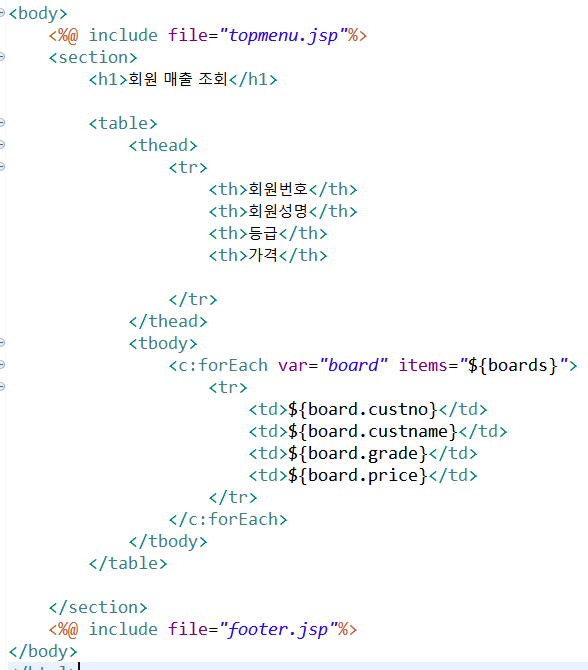 <body>
<%@ include file="topmenu.jsp"%>
<section>
<h1>회원 매출 조회</h1>
<table>
<thead>
<tr>
<th>회원번호</th>
<th>회원성명</th>
<th>등급</th>
<th>가격</th>
</tr>
</thead>
<tbody>
<c:forEach var="board" items="${boards}">
<tr>
<td>${board.custno}</td>
<td>${board.custname}</td>
<td>${board.grade}</td>
<td>${board.price}</td>
</tr>
</c:forEach>
</tbody>
</table>
</section>
<%@ include file="footer.jsp"%>
</body>